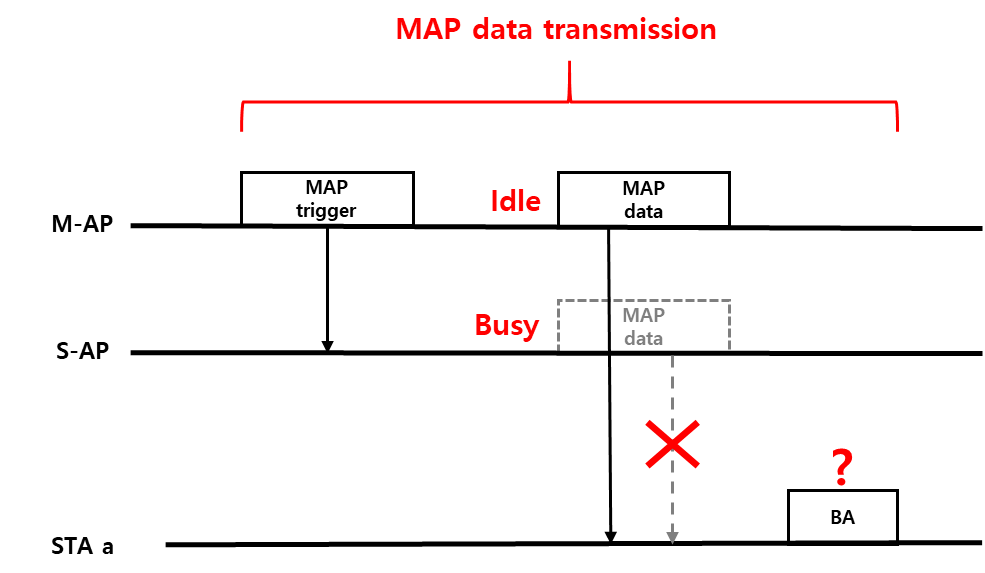 MAP data transmission
MAP
trigger
Idle
MAP
data
M-AP
Busy
MAP
data
S-AP
?
BA
STA a